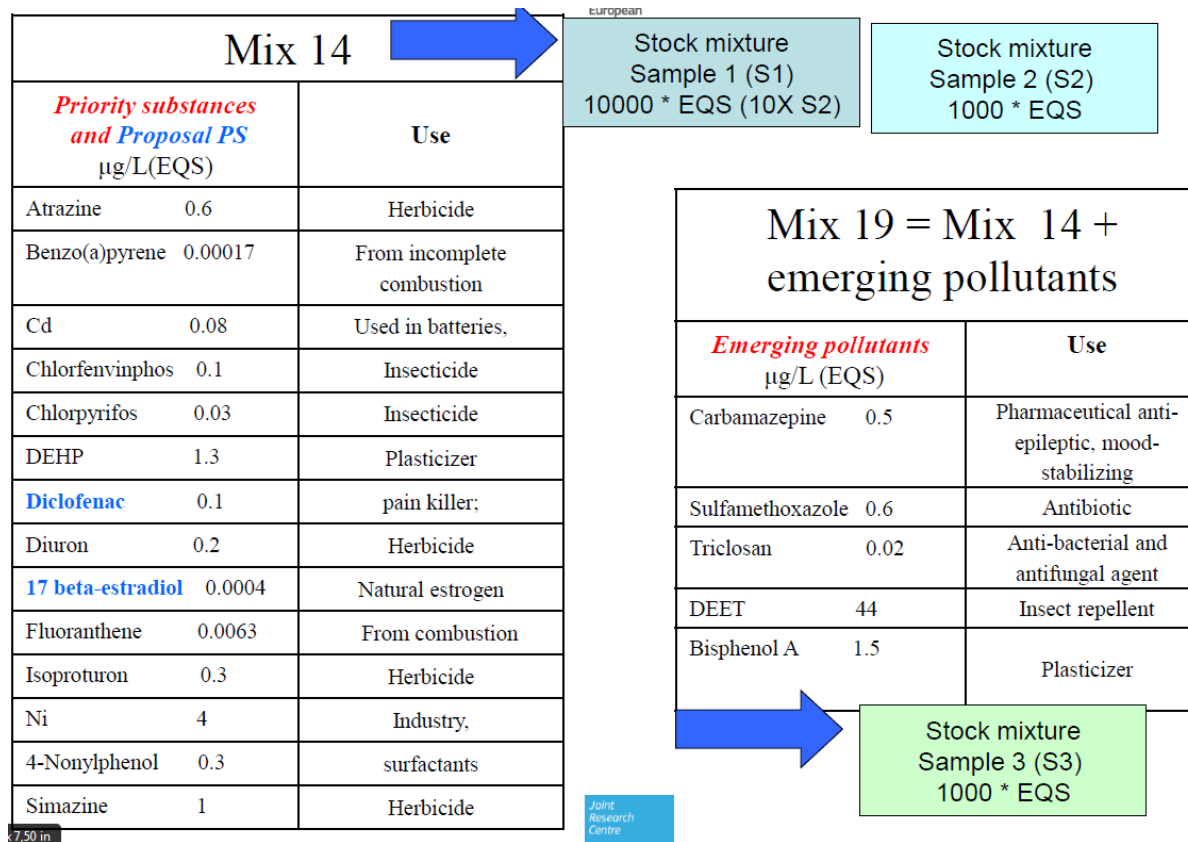 European
Mix 14
Stock mixture
Sample 1 (S1)
10000 * EQS (10X S2)
Stock mixture
Sample 2 (S2)
1000 * EQS
Priority substances
and Proposal PS
µg/L(EQS)
Use
Atrazine 0.6 Herbicide
Benzo(a)pyrene 0.00017 From incomplete
combustion
Cd 0.08 Used in batteries,
Chlorfenvinphos 0.1 Insecticide
Chlorpyrifos 0.03 Insecticide
DEHP 1.3 Plasticizer
Diclofenac 0.1 pain killer;
Diuron 0.2 Herbicide
17 beta-estradiol 0.0004 Natural estrogen
Fluoranthene 0.0063 From combustion
Isoproturon 0.3 Herbicide
Ni 4 Industry,
4-Nonylphenol 0.3 surfactants
Simazine 1 Herbicide
Mix 19 = Mix 14 +
emerging pollutants
Emerging pollutants
µg/L (EQS)
Use
Carbamazepine 0.5 Pharmaceutical anti-
epileptic, mood-
stabilizing
Sulfamethoxazole 0.6 Antibiotic
Triclosan 0.02 Anti-bacterial and
antifungal agent
DEET 44 Insect repellent
Bisphenol A 1.5 Plasticizer
Stock mixture
Sample 3 (S3)
1000 * EQS
Joint
Research
Centre
x 7,50 in